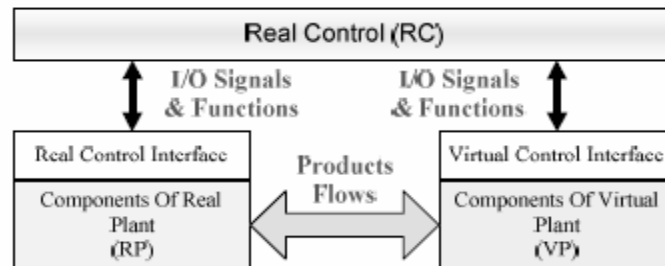 Real Control (RC)
I/O Signals
& Functions
I/O Signals
& Functions
Real Control Interface
Products
Flows
Virtual Control Interface
Components Of Real
Plant
(RP)
Components Of Virtual
Plant
(VP)